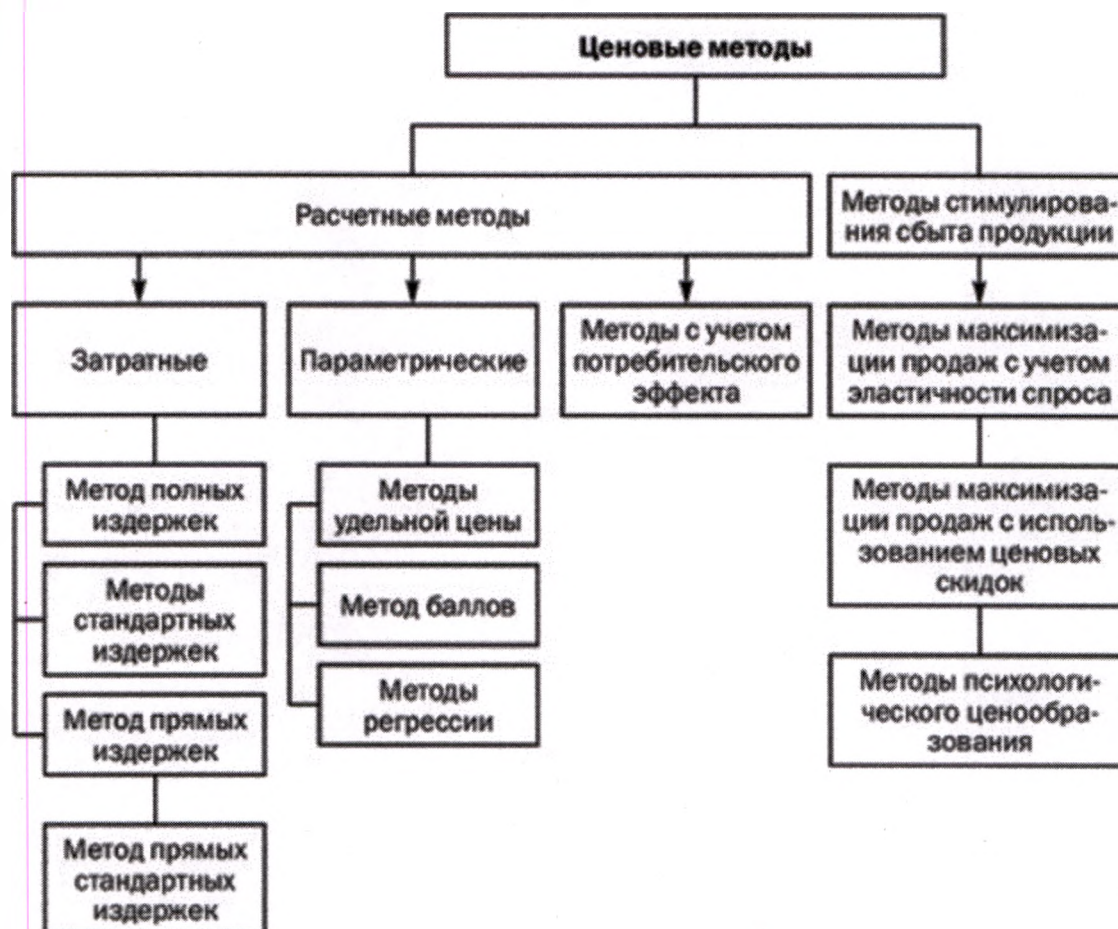 Ценовые методы
Расчетные методы
Методы стимулирова-
ния сбыта продукции
Затратные
Параметрические
Методы с учетом
потребительского
эффекта
Методы максимиза-
ции продаж с учетом
эластичности спроса
Метод полных
издержек
Методы
удельной цены
Методы максимиза-
ции продаж с исполь-
зованием ценовых
скидок
Методы
стандартных
издержек
Метод баллов
Метод прямых
издержек
Методы
регрессии
Методы психологи-
ческого ценообра-
зования
Метод прямых
стандартных
издержек